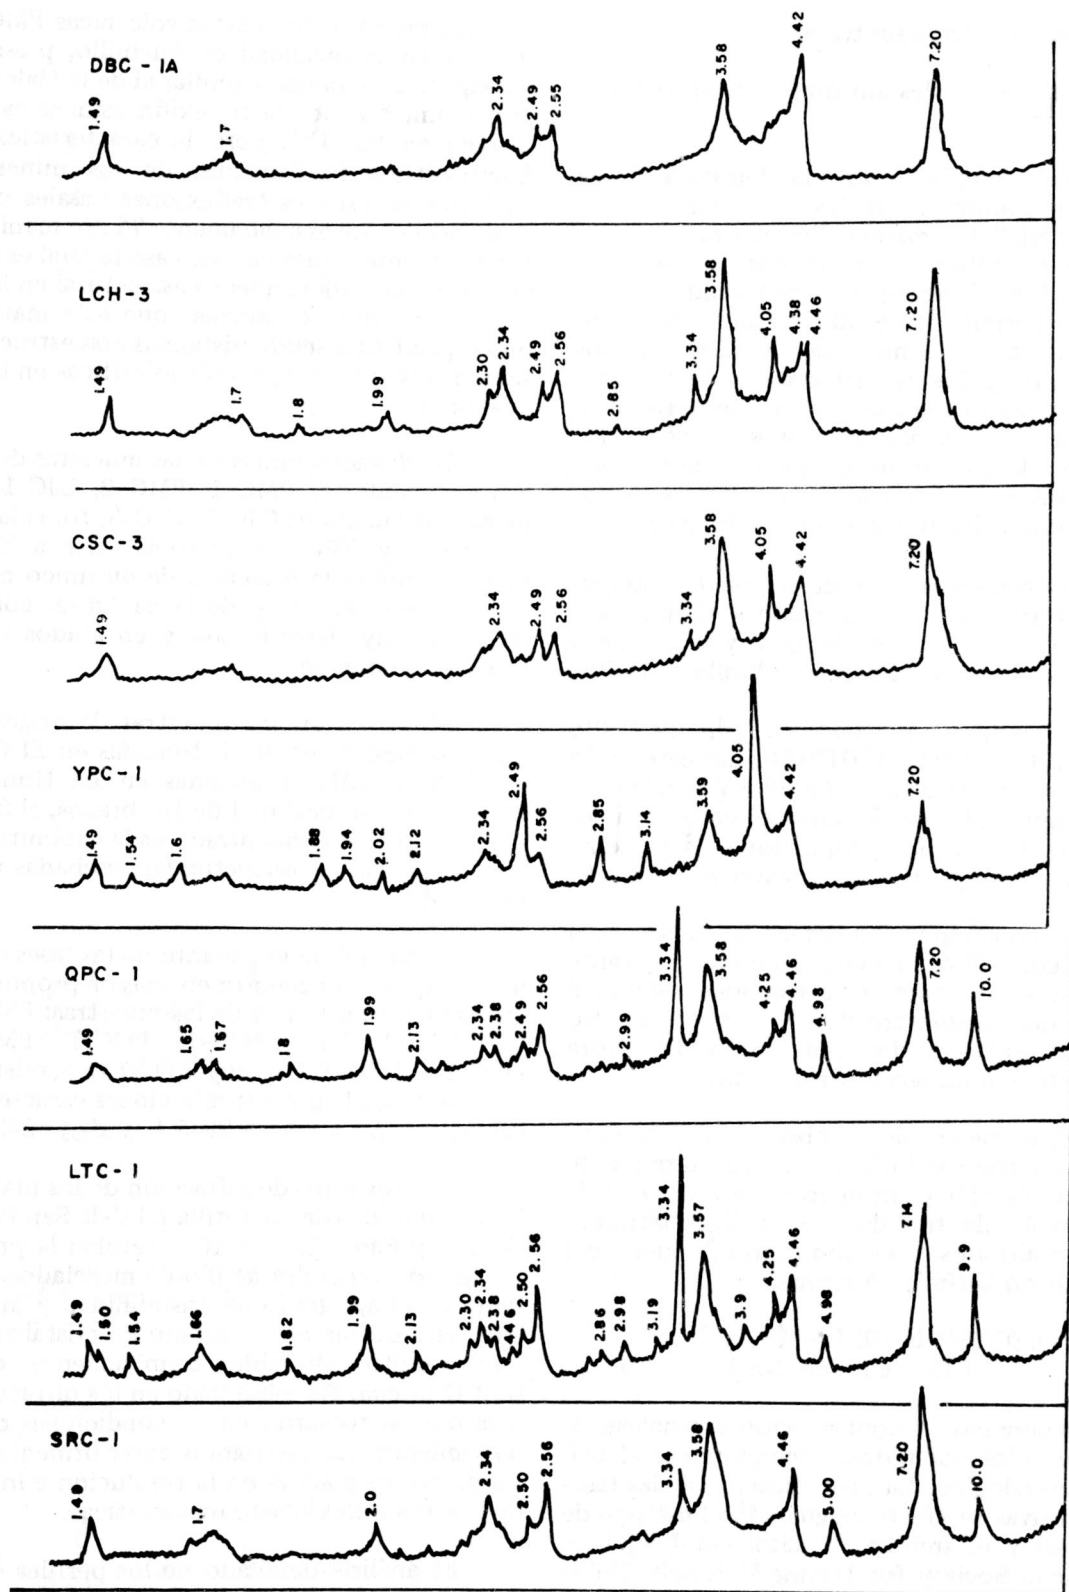 DBC - 1A
1.49 1.7 2.34 2.49 2.55 3.58 4.42 7.20
LCH-3
1.49 1.7 1.8 1.99 2.30 2.34 2.49 2.56 2.85 3.34 3.58 4.05 4.38 4.46 7.20
CSC-3
1.49 2.34 2.49 2.56 3.34 3.58 4.05 4.42 7.20
YPC-1
1.49 1.54 1.6 1.88 1.94 2.02 2.12 2.34 2.49 2.56 2.85 3.14 3.59 4.05 4.42 7.20
QPC-1
1.49 1.65 1.67 1.8 1.99 2.13 2.34 2.38 2.49 2.56 2.99 3.34 3.58 4.25 4.46 4.98 7.20 10.0
LTC-1
1.49 1.50 1.54 1.66 1.82 1.99 2.13 2.30 2.34 2.38 2.46 2.50 2.56 2.86 2.98 3.19 3.34 3.57 3.9 4.25 4.46 4.98 7.14 9.9
SRC-1
1.49 1.67 2.0 2.34 2.50 2.56 3.34 3.58 4.46 5.00 7.20 10.0